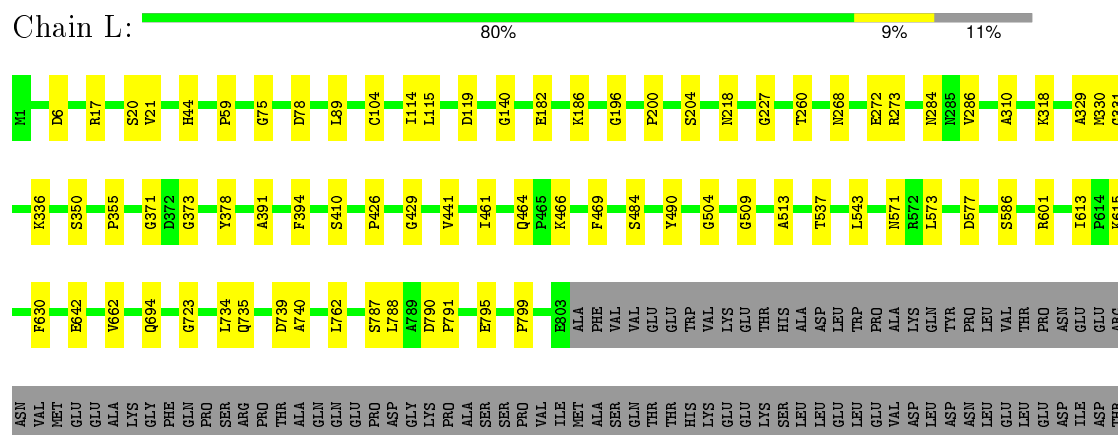 Chain L:
80% 9% 11%
M1 D6 R17 S20 V21 H44 P59 G75 D78 L89 C104 I114 L115 D119 G140 E182 K186 G196 P200 S204 N218 G227 T260 N268 E272 R273 N284 N285 V286 A310 K318 A329 M330 G331
K336 S350 P355 G371 D372 G373 Y378 A391 F394 S410 P426 G429 V441 I461 Q464 P465 K466 F469 S484 Y490 G504 G509 A513 T537 L543 N571 R572 L573 D577 S586 R601 I613 P614 K615
F630 E642 V662 Q694 G723 L734 Q735 D739 A740 L762 S787 L788 A789 D790 P791 E795 P799 E803 ALA PHE VAL VAL GLU GLU TRP VAL LYS GLU THR HIS ALA ASP LEU TRP PRO ALA LYS GLN TYR PRO LEU VAL THR PRO ASN GLU GLU ARG
ASN VAL MET GLU GLU ALA LYS GLY PHE GLN PRO SER ARG PRO THR ALA GLN GLN GLU PRO ASP GLY LYS PRO ALA SER SER PRO VAL ILE MET ALA SER GLN THR THR HIS LYS GLU GLU LYS SER LEU LEU GLU LEU GLU VAL ASP LEU ASP ASN LEU GLU LEU GLU ASP ILE ASP THR